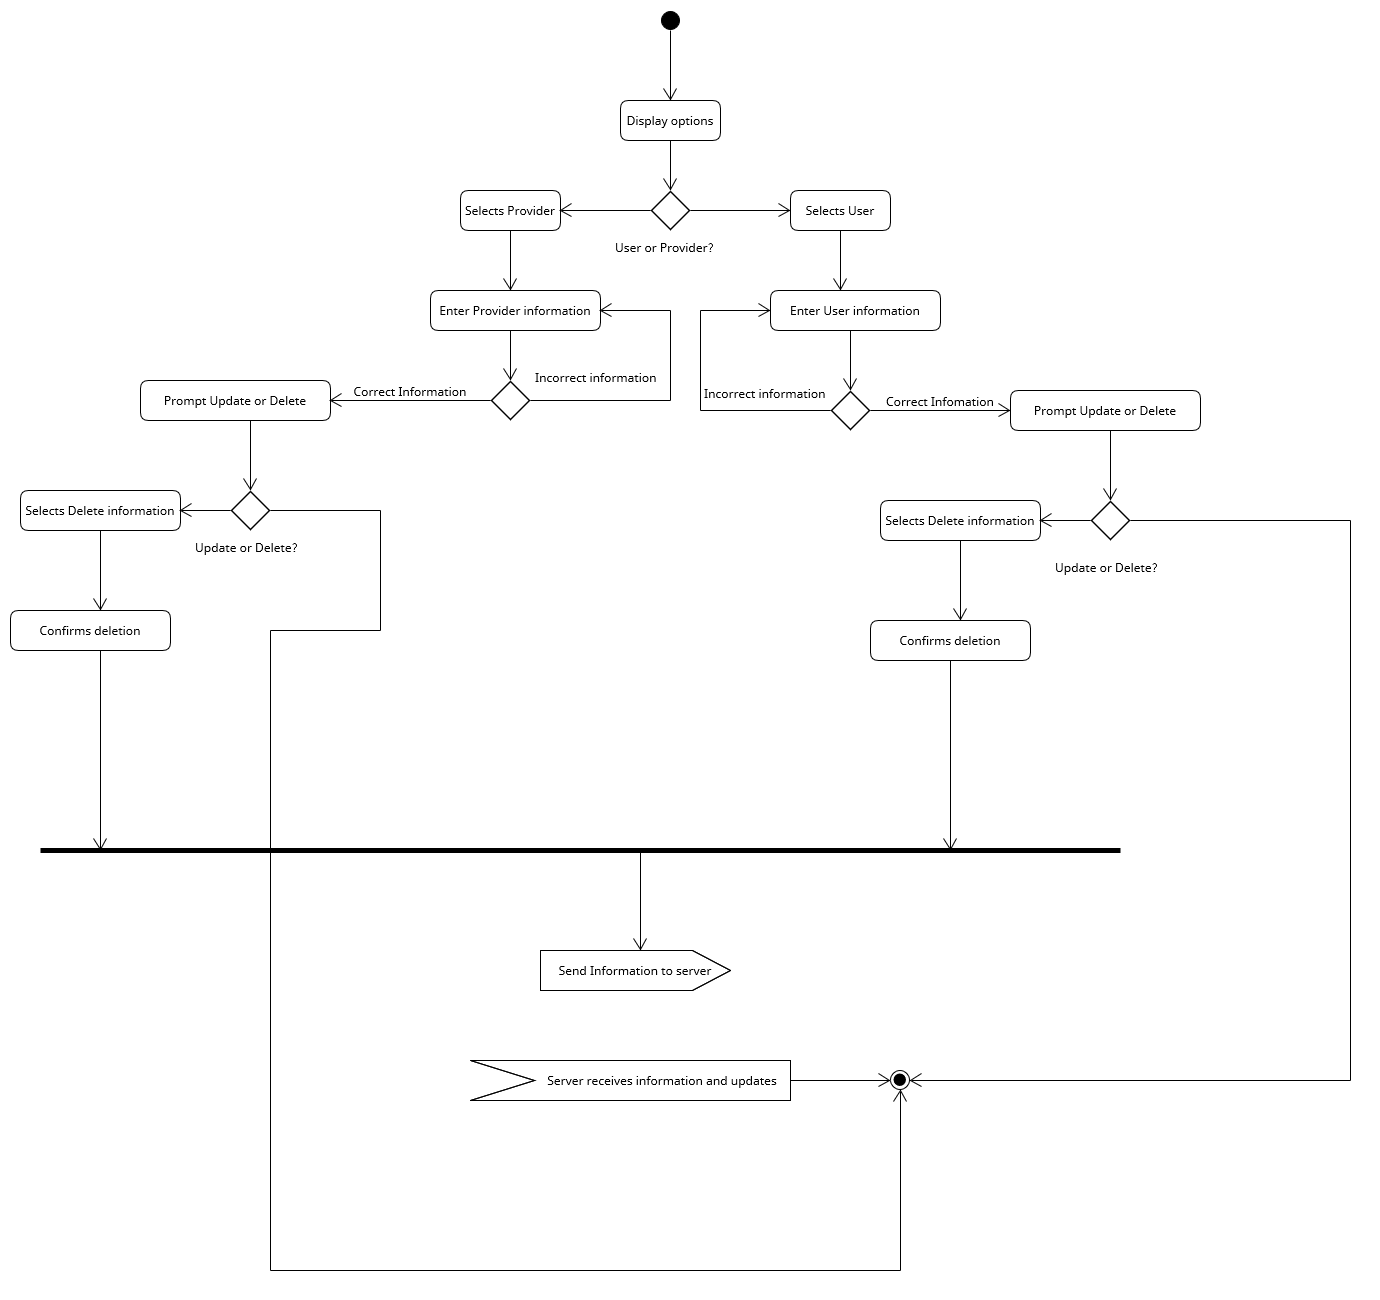 Display options
Selects Provider
Selects User
User or Provider?
Enter Provider information
Enter User information
Incorrect information
Correct Information
Incorrect information
Correct Infomation
Prompt Update or Delete
Prompt Update or Delete
Selects Delete information
Selects Delete information
Update or Delete?
Update or Delete?
Confirms deletion
Confirms deletion
Send Information to server
Server receives information and updates